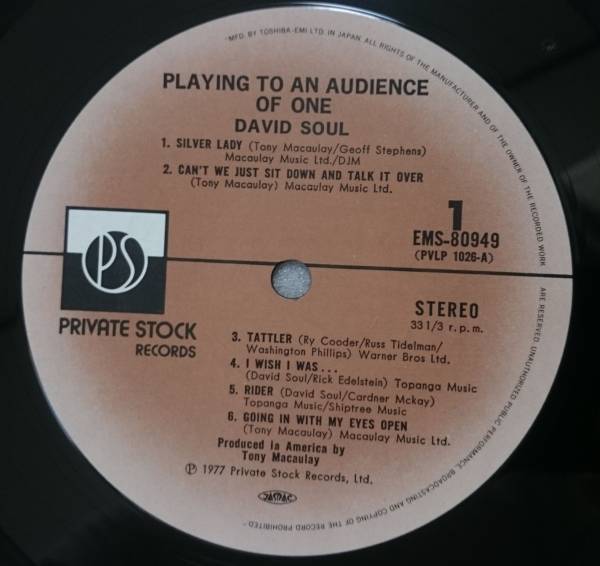 "MFD. BY TOSHIBA-EMI LTD. IN JAPAN. ALL RIGHTS OF THE MANUFACTURER AND OF THE OWNER OF THE RECORDED WORK
ARE RESERVED. UNAUTHORIZED PUBLIC PERFORMANCE, BROADCASTING AND COPYING OF THE RECORD PROHIBITED"
PLAYING TO AN AUDIENCE
OF ONE
DAVID SOUL
1. SILVER LADY (Tony Macaulay/Geoff Stephens)
Macaulay Music Ltd./DJM
2. CAN'T WE JUST SIT DOWN AND TALK IT OVER
(Tony Macaulay) Macaulay Music Ltd.
1
EMS-80949
(PVLP 1026-A)
PS
PRIVATE STOCK
RECORDS
STEREO
33 1/3 r.p.m.
3. TATTLER (Ry Cooder/Russ Tidelman/
Washington Phillips) Warner Bros Ltd.
4. I WISH I WAS...
(David Soul/Rick Edelstein) Topanga Music
5. RIDER (David Soul/Cardner Mckay)
Topanga Music/Shiptree Music
6. GOING IN WITH MY EYES OPEN
(Tony Macaulay) Macaulay Music Ltd.
Produced in America by
Tony Macaulay
Ⓟ 1977 Private Stock Records, Ltd.
JASRAC